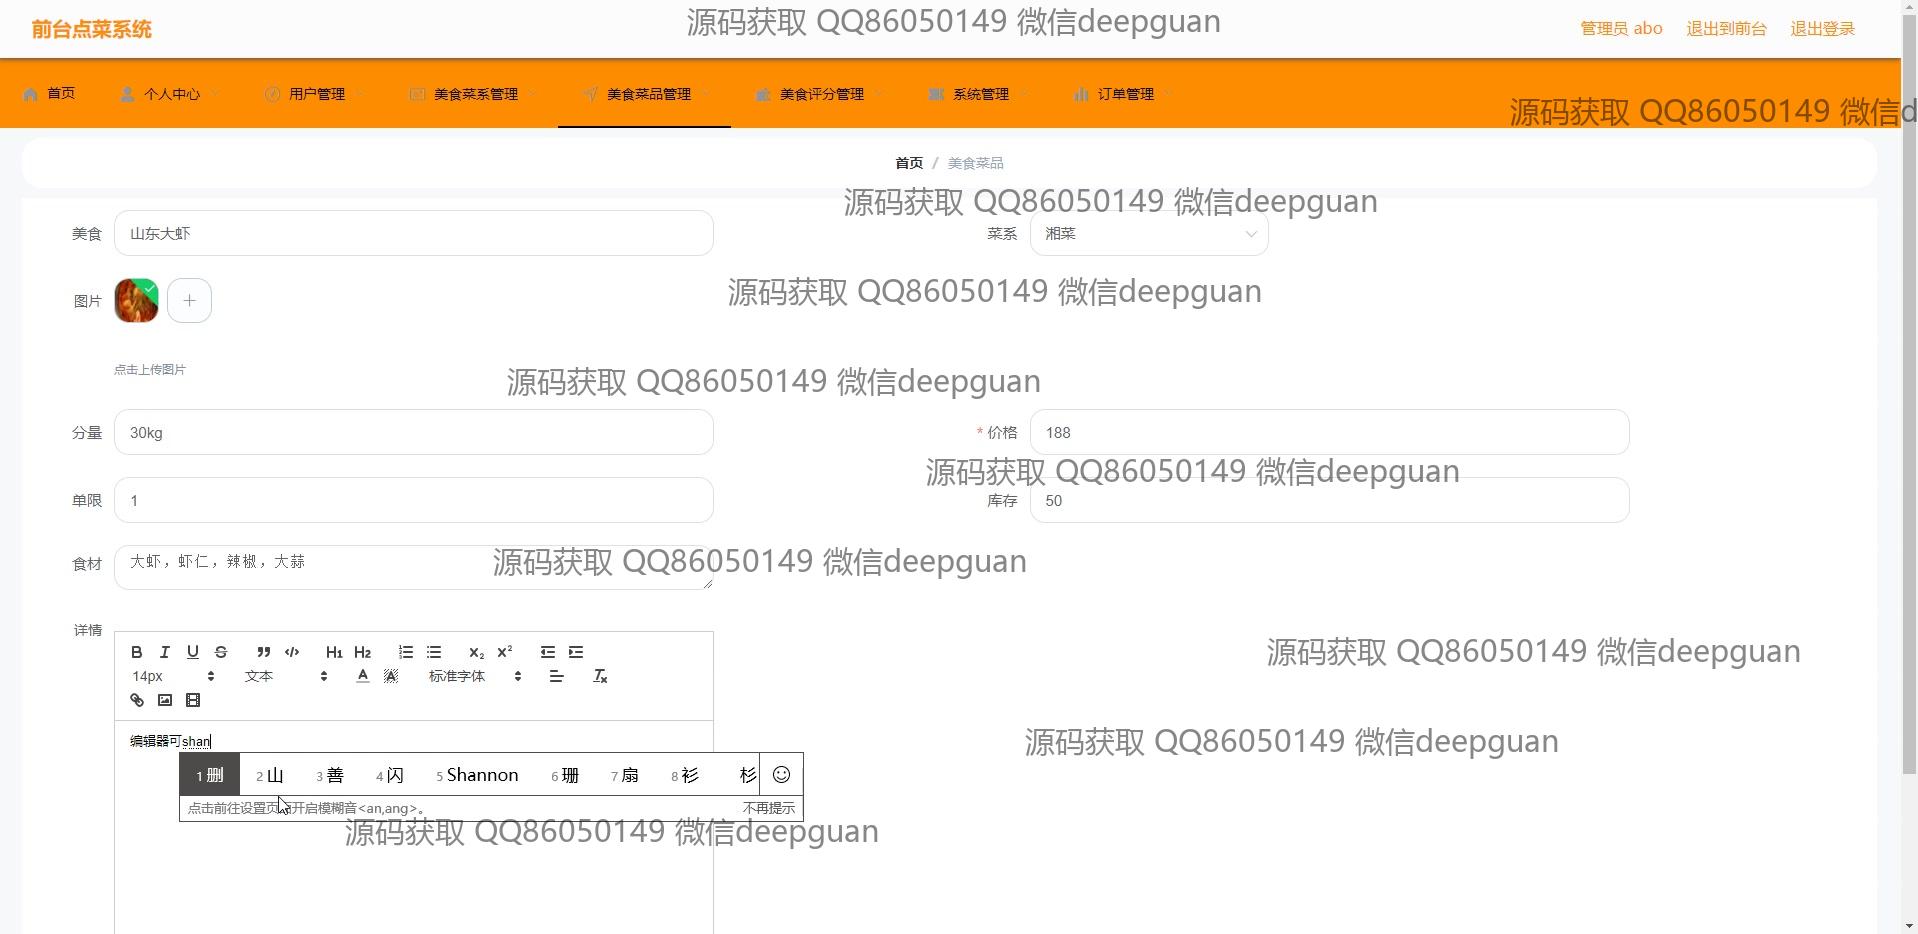 前台点菜系统
源码获取 QQ86050149 微信deepguan
管理员 abo 退出到前台 退出登录
首页 个人中心 用户管理 美食菜系管理 美食菜品管理 美食评分管理 系统管理 订单管理
源码获取 QQ86050149 微信d
首页 / 美食菜品
源码获取 QQ86050149 微信deepguan
美食 山东大虾 菜系 湘菜
图片
源码获取 QQ86050149 微信deepguan
点击上传图片
源码获取 QQ86050149 微信deepguan
分量 30kg * 价格 188
源码获取 QQ86050149 微信deepguan
单限 1 库存 50
食材 大虾，虾仁，辣椒，大蒜
源码获取 QQ86050149 微信deepguan
详情
B I U S ” </> H1 H2 X₂ X²
源码获取 QQ86050149 微信deepguan
14px 文本 A A 标准字体 Tx
编辑器可shan
源码获取 QQ86050149 微信deepguan
1 删 2 山 3 善 4 闪 5 Shannon 6 珊 7 扇 8 衫 杉
点击前往设置页 开启模糊音<an,ang>。 不再提示
源码获取 QQ86050149 微信deepguan